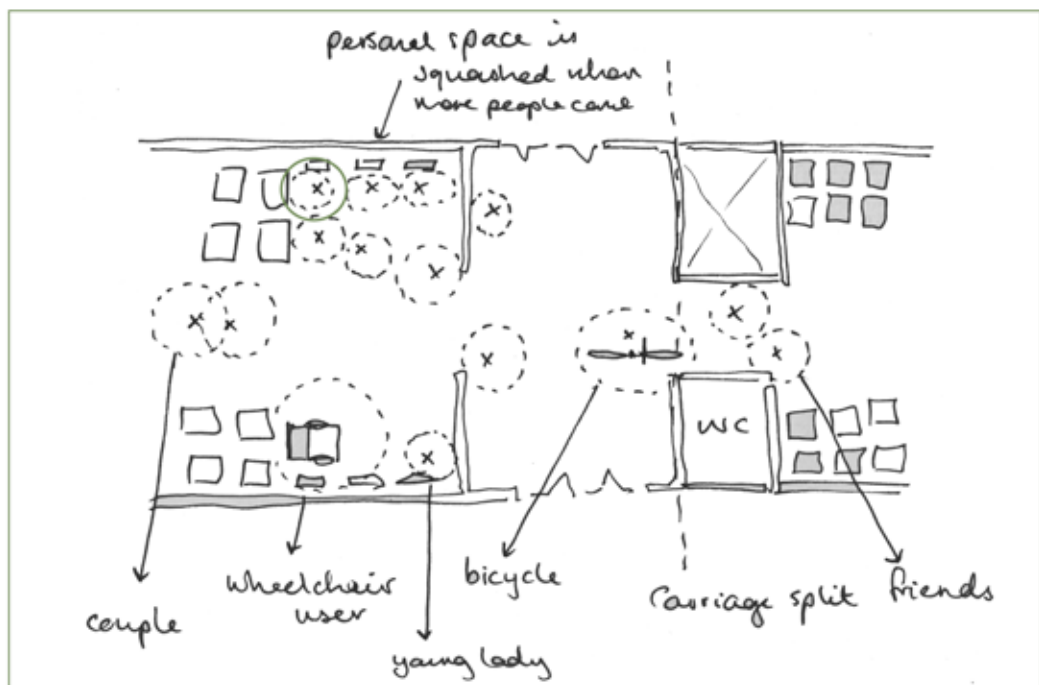 personal space is
squashed when
more people come
WC
couple
wheelchair
user
young lady
bicycle
carriage split
friends